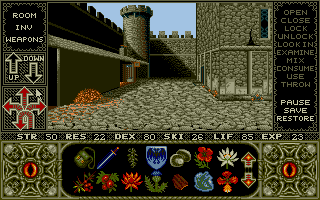 ROOM
INV
WEAPONS
UP
DOWN
OPEN
CLOSE
LOCK
UNLOCK
LOOK IN
EXAMINE
MIX
CONSUME
USE
THROW
PAUSE
SAVE
RESTORE
STR 50 RES 22 DEX 80 SKI 26 LIF 85 EXP 23